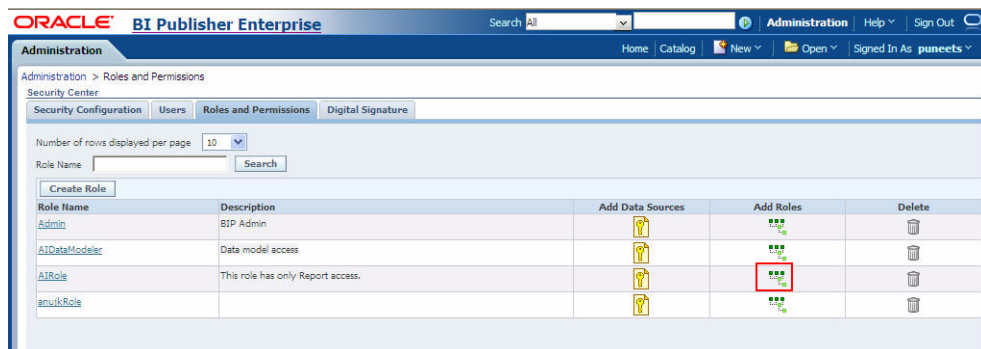 ORACLE BI Publisher Enterprise Search All Administration Help Sign Out
Administration Home Catalog New Open Signed In As puneets
Administration > Roles and Permissions
Security Center
Security Configuration Users Roles and Permissions Digital Signature
Number of rows displayed per page 10
Role Name Search
Create Role
Role Name Description Add Data Sources Add Roles Delete
Admin BIP Admin
AIDataModeler Data model access
AIRole This role has only Report access.
anujkRole